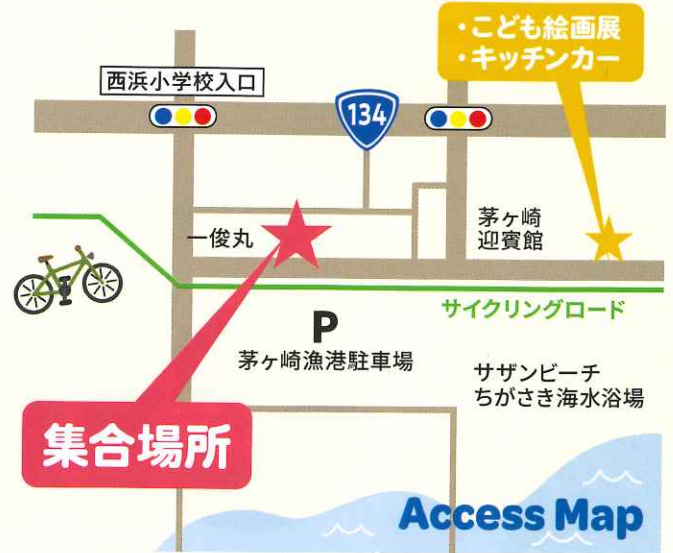 ・こども絵画展
・キッチンカー
西浜小学校入口
134
一俊丸
茅ヶ崎
迎賓館
サイクリングロード
P
茅ヶ崎漁港駐車場
サザンビーチ
ちがさき海水浴場
集合場所
Access Map